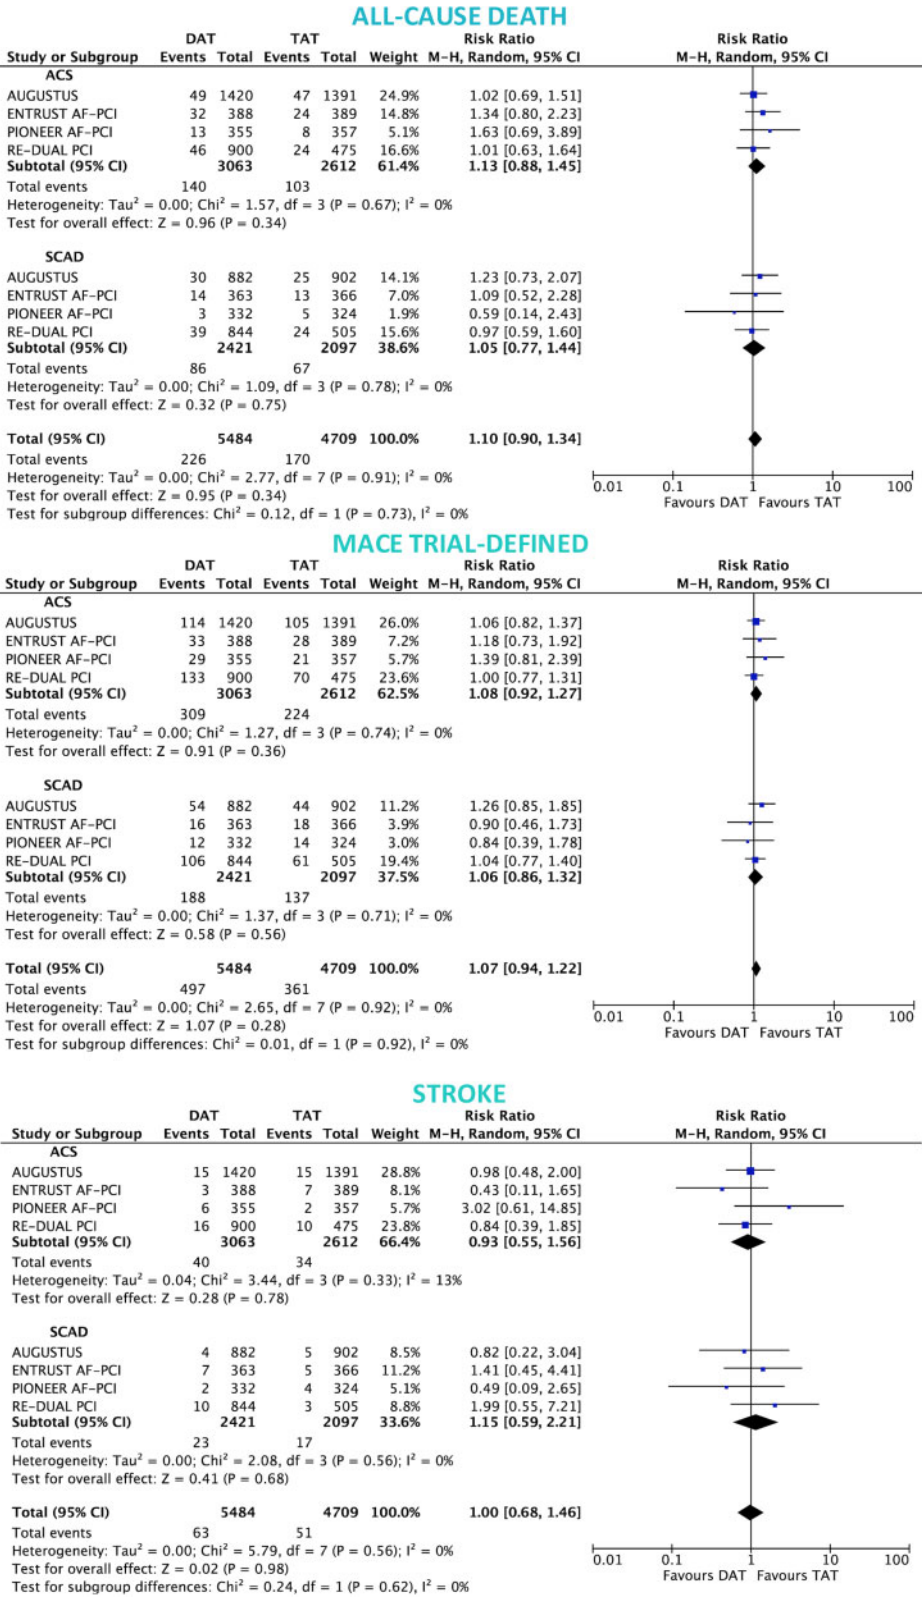 ALL-CAUSE DEATH
DAT TAT Risk Ratio Risk Ratio
Study or Subgroup Events Total Events Total Weight M-H, Random, 95% CI M-H, Random, 95% CI
ACS
AUGUSTUS 49 1420 47 1391 24.9% 1.02 [0.69, 1.51]
ENTRUST AF-PCI 32 388 24 389 14.8% 1.34 [0.80, 2.23]
PIONEER AF-PCI 13 355 8 357 5.1% 1.63 [0.69, 3.89]
RE-DUAL PCI 46 900 24 475 16.6% 1.01 [0.63, 1.64]
Subtotal (95% CI) 3063 2612 61.4% 1.13 [0.88, 1.45]
Total events 140 103
Heterogeneity: Tau² = 0.00; Chi² = 1.57, df = 3 (P = 0.67); I² = 0%
Test for overall effect: Z = 0.96 (P = 0.34)
SCAD
AUGUSTUS 30 882 25 902 14.1% 1.23 [0.73, 2.07]
ENTRUST AF-PCI 14 363 13 366 7.0% 1.09 [0.52, 2.28]
PIONEER AF-PCI 3 332 5 324 1.9% 0.59 [0.14, 2.43]
RE-DUAL PCI 39 844 24 505 15.6% 0.97 [0.59, 1.60]
Subtotal (95% CI) 2421 2097 38.6% 1.05 [0.77, 1.44]
Total events 86 67
Heterogeneity: Tau² = 0.00; Chi² = 1.09, df = 3 (P = 0.78); I² = 0%
Test for overall effect: Z = 0.32 (P = 0.75)
Total (95% CI) 5484 4709 100.0% 1.10 [0.90, 1.34]
Total events 226 170
Heterogeneity: Tau² = 0.00; Chi² = 2.77, df = 7 (P = 0.91); I² = 0%
Test for overall effect: Z = 0.95 (P = 0.34)
Test for subgroup differences: Chi² = 0.12, df = 1 (P = 0.73), I² = 0%
0.01 0.1 1 10 100
Favours DAT Favours TAT
MACE TRIAL-DEFINED
DAT TAT Risk Ratio Risk Ratio
Study or Subgroup Events Total Events Total Weight M-H, Random, 95% CI M-H, Random, 95% CI
ACS
AUGUSTUS 114 1420 105 1391 26.0% 1.06 [0.82, 1.37]
ENTRUST AF-PCI 33 388 28 389 7.2% 1.18 [0.73, 1.92]
PIONEER AF-PCI 29 355 21 357 5.7% 1.39 [0.81, 2.39]
RE-DUAL PCI 133 900 70 475 23.6% 1.00 [0.77, 1.31]
Subtotal (95% CI) 3063 2612 62.5% 1.08 [0.92, 1.27]
Total events 309 224
Heterogeneity: Tau² = 0.00; Chi² = 1.27, df = 3 (P = 0.74); I² = 0%
Test for overall effect: Z = 0.91 (P = 0.36)
SCAD
AUGUSTUS 54 882 44 902 11.2% 1.26 [0.85, 1.85]
ENTRUST AF-PCI 16 363 18 366 3.9% 0.90 [0.46, 1.73]
PIONEER AF-PCI 12 332 14 324 3.0% 0.84 [0.39, 1.78]
RE-DUAL PCI 106 844 61 505 19.4% 1.04 [0.77, 1.40]
Subtotal (95% CI) 2421 2097 37.5% 1.06 [0.86, 1.32]
Total events 188 137
Heterogeneity: Tau² = 0.00; Chi² = 1.37, df = 3 (P = 0.71); I² = 0%
Test for overall effect: Z = 0.58 (P = 0.56)
Total (95% CI) 5484 4709 100.0% 1.07 [0.94, 1.22]
Total events 497 361
Heterogeneity: Tau² = 0.00; Chi² = 2.65, df = 7 (P = 0.92); I² = 0%
Test for overall effect: Z = 1.07 (P = 0.28)
Test for subgroup differences: Chi² = 0.01, df = 1 (P = 0.92), I² = 0%
0.01 0.1 1 10 100
Favours DAT Favours TAT
STROKE
DAT TAT Risk Ratio Risk Ratio
Study or Subgroup Events Total Events Total Weight M-H, Random, 95% CI M-H, Random, 95% CI
ACS
AUGUSTUS 15 1420 15 1391 28.8% 0.98 [0.48, 2.00]
ENTRUST AF-PCI 3 388 7 389 8.1% 0.43 [0.11, 1.65]
PIONEER AF-PCI 6 355 2 357 5.7% 3.02 [0.61, 14.85]
RE-DUAL PCI 16 900 10 475 23.8% 0.84 [0.39, 1.85]
Subtotal (95% CI) 3063 2612 66.4% 0.93 [0.55, 1.56]
Total events 40 34
Heterogeneity: Tau² = 0.04; Chi² = 3.44, df = 3 (P = 0.33); I² = 13%
Test for overall effect: Z = 0.28 (P = 0.78)
SCAD
AUGUSTUS 4 882 5 902 8.5% 0.82 [0.22, 3.04]
ENTRUST AF-PCI 7 363 5 366 11.2% 1.41 [0.45, 4.41]
PIONEER AF-PCI 2 332 4 324 5.1% 0.49 [0.09, 2.65]
RE-DUAL PCI 10 844 3 505 8.8% 1.99 [0.55, 7.21]
Subtotal (95% CI) 2421 2097 33.6% 1.15 [0.59, 2.21]
Total events 23 17
Heterogeneity: Tau² = 0.00; Chi² = 2.08, df = 3 (P = 0.56); I² = 0%
Test for overall effect: Z = 0.41 (P = 0.68)
Total (95% CI) 5484 4709 100.0% 1.00 [0.68, 1.46]
Total events 63 51
Heterogeneity: Tau² = 0.00; Chi² = 5.79, df = 7 (P = 0.56); I² = 0%
Test for overall effect: Z = 0.02 (P = 0.98)
Test for subgroup differences: Chi² = 0.24, df = 1 (P = 0.62), I² = 0%
0.01 0.1 1 10 100
Favours DAT Favours TAT